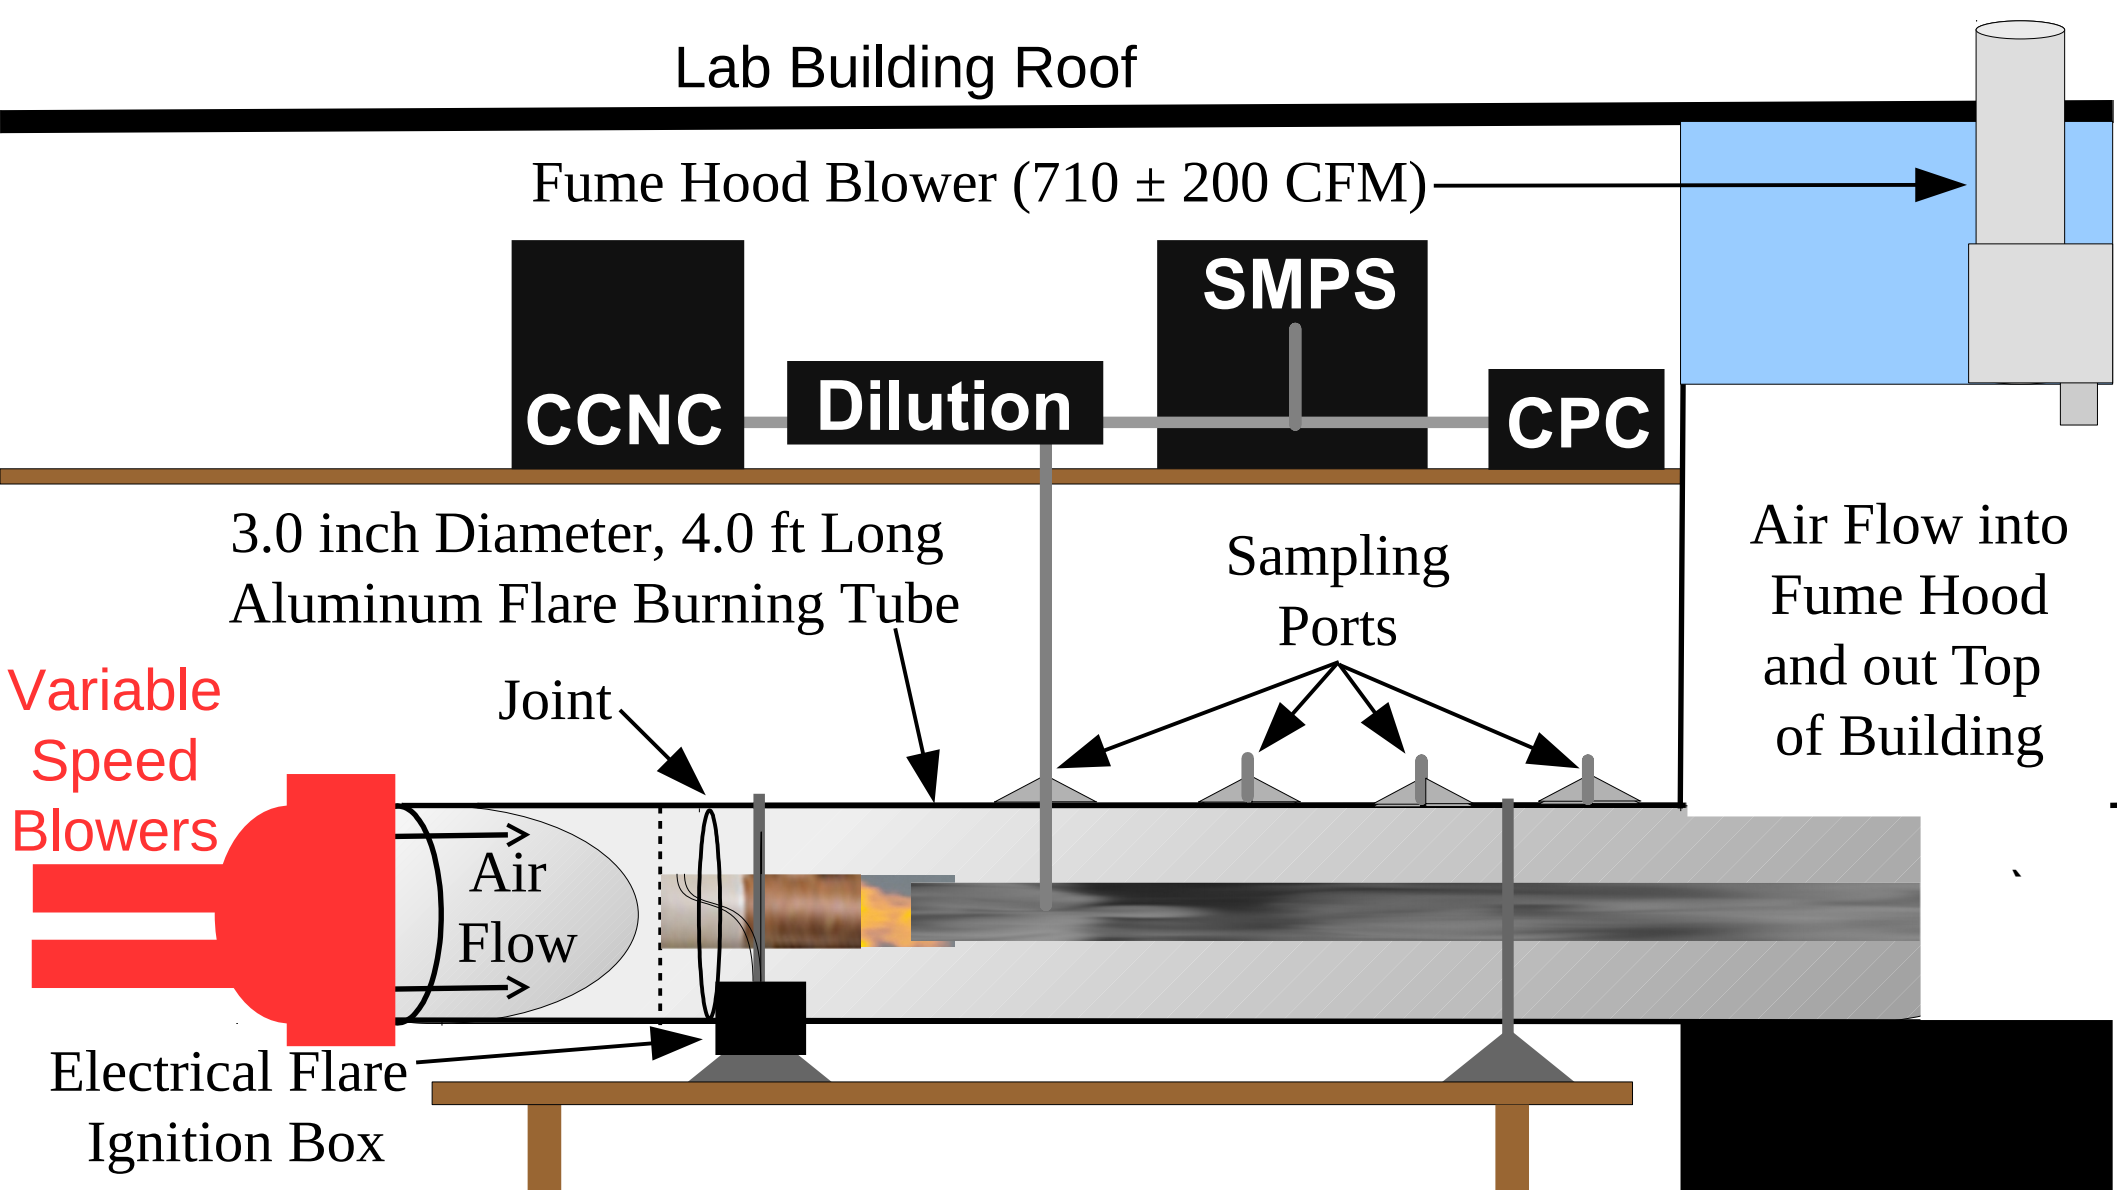 Lab Building Roof
Fume Hood Blower (710 ± 200 CFM)
SMPS
CCNC
Dilution
CPC
3.0 inch Diameter, 4.0 ft Long
Aluminum Flare Burning Tube
Sampling
Ports
Air Flow into
Fume Hood
and out Top
of Building
Joint
Variable
Speed
Blowers
Air
Flow
Electrical Flare
Ignition Box